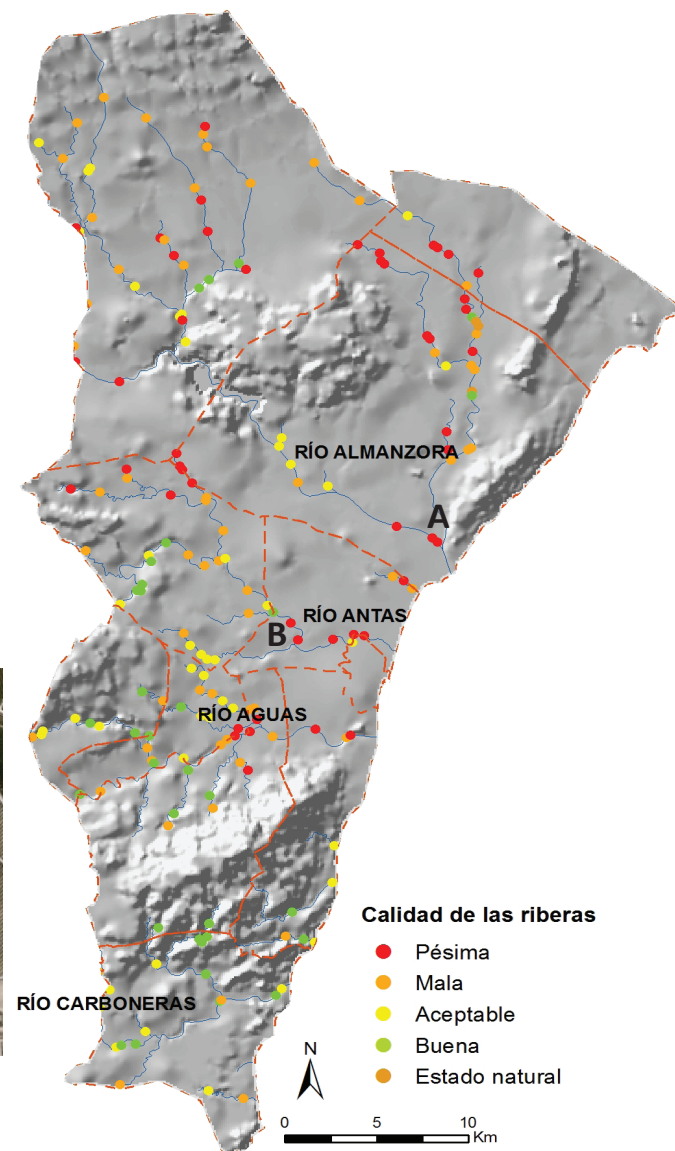 RÍO ALMANZORA
A
RÍO ANTAS
B
RÍO AGUAS
RÍO CARBONERAS
Calidad de las riberas
Pésima
Mala
Aceptable
Buena
Estado natural
N
0 5 10
Km